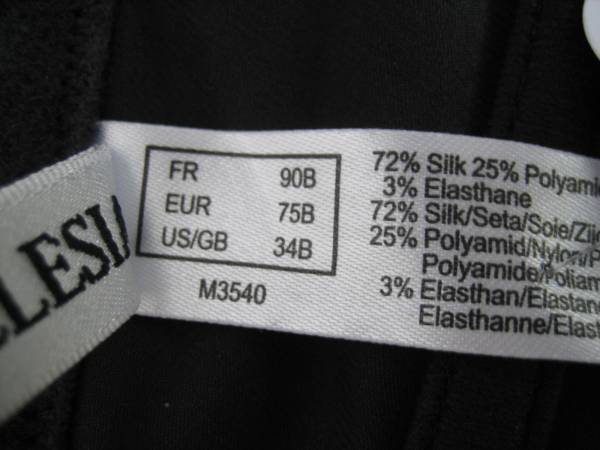 FR 90B
EUR 75B
US/GB 34B
M3540
72% Silk 25% Polyamid
3% Elasthane
72% Silk/Seta/Soie/Zij
25% Polyamid/Nylon/P
Polyamide/Poliam
3% Elasthan/Elastan
Elasthanne/Elast
LESI